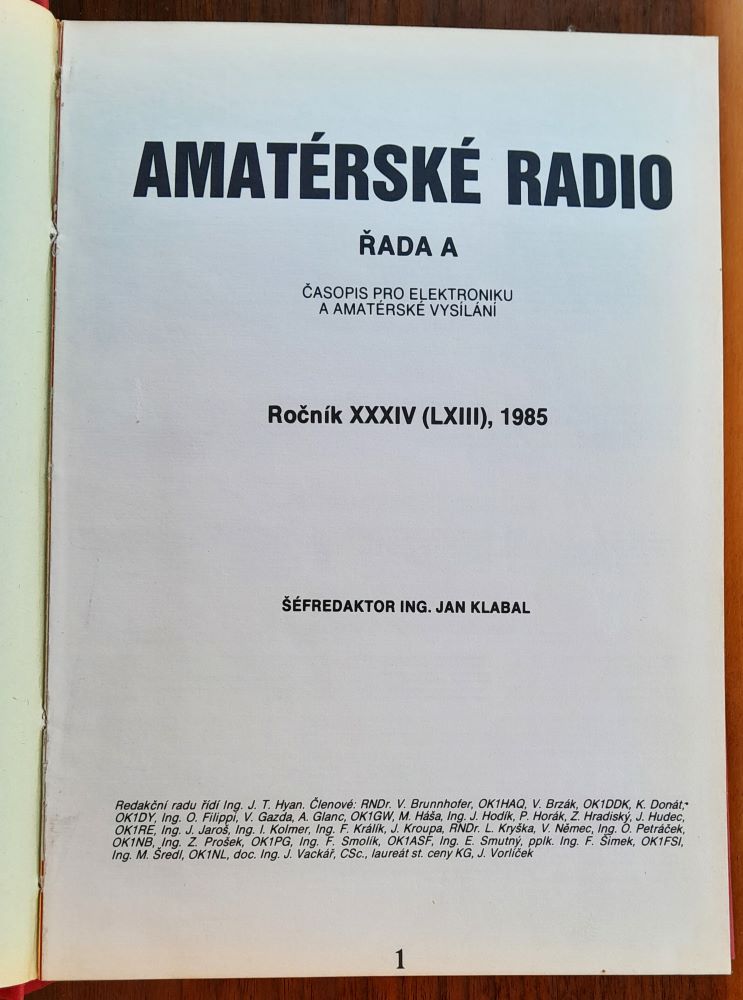 AMATÉRSKÉ RADIO
ŘADA A
ČASOPIS PRO ELEKTRONIKU
A AMATÉRSKÉ VYSÍLÁNÍ
Ročník XXXIV (LXIII), 1985
ŠÉFREDAKTOR ING. JAN KLABAL
Redakční radu řídí Ing. J. T. Hyan. Členové: RNDr. V. Brunnhofer, OK1HAQ, V. Brzák, OK1DDK, K. Donát,
OK1DY, Ing. O. Filippi, V. Gazda, A. Glanc, OK1GW, M. Háša, Ing. J. Hodík, P. Horák, Z. Hradiský, J. Hudec,
OK1RE, Ing. J. Jaroš, Ing. I. Kolmer, Ing. F. Králík, J. Kroupa, RNDr. L. Kryška, V. Němec, Ing. O. Petráček,
OK1NB, Ing. Z. Prošek, OK1PG, Ing. F. Smolík, OK1ASF, Ing. E. Smutný, pplk. Ing. F. Šimek, OK1FSI,
Ing. M. Šredl, OK1NL, doc. Ing. J. Vackář, CSc., laureát st. ceny KG, J. Vorlíček
1